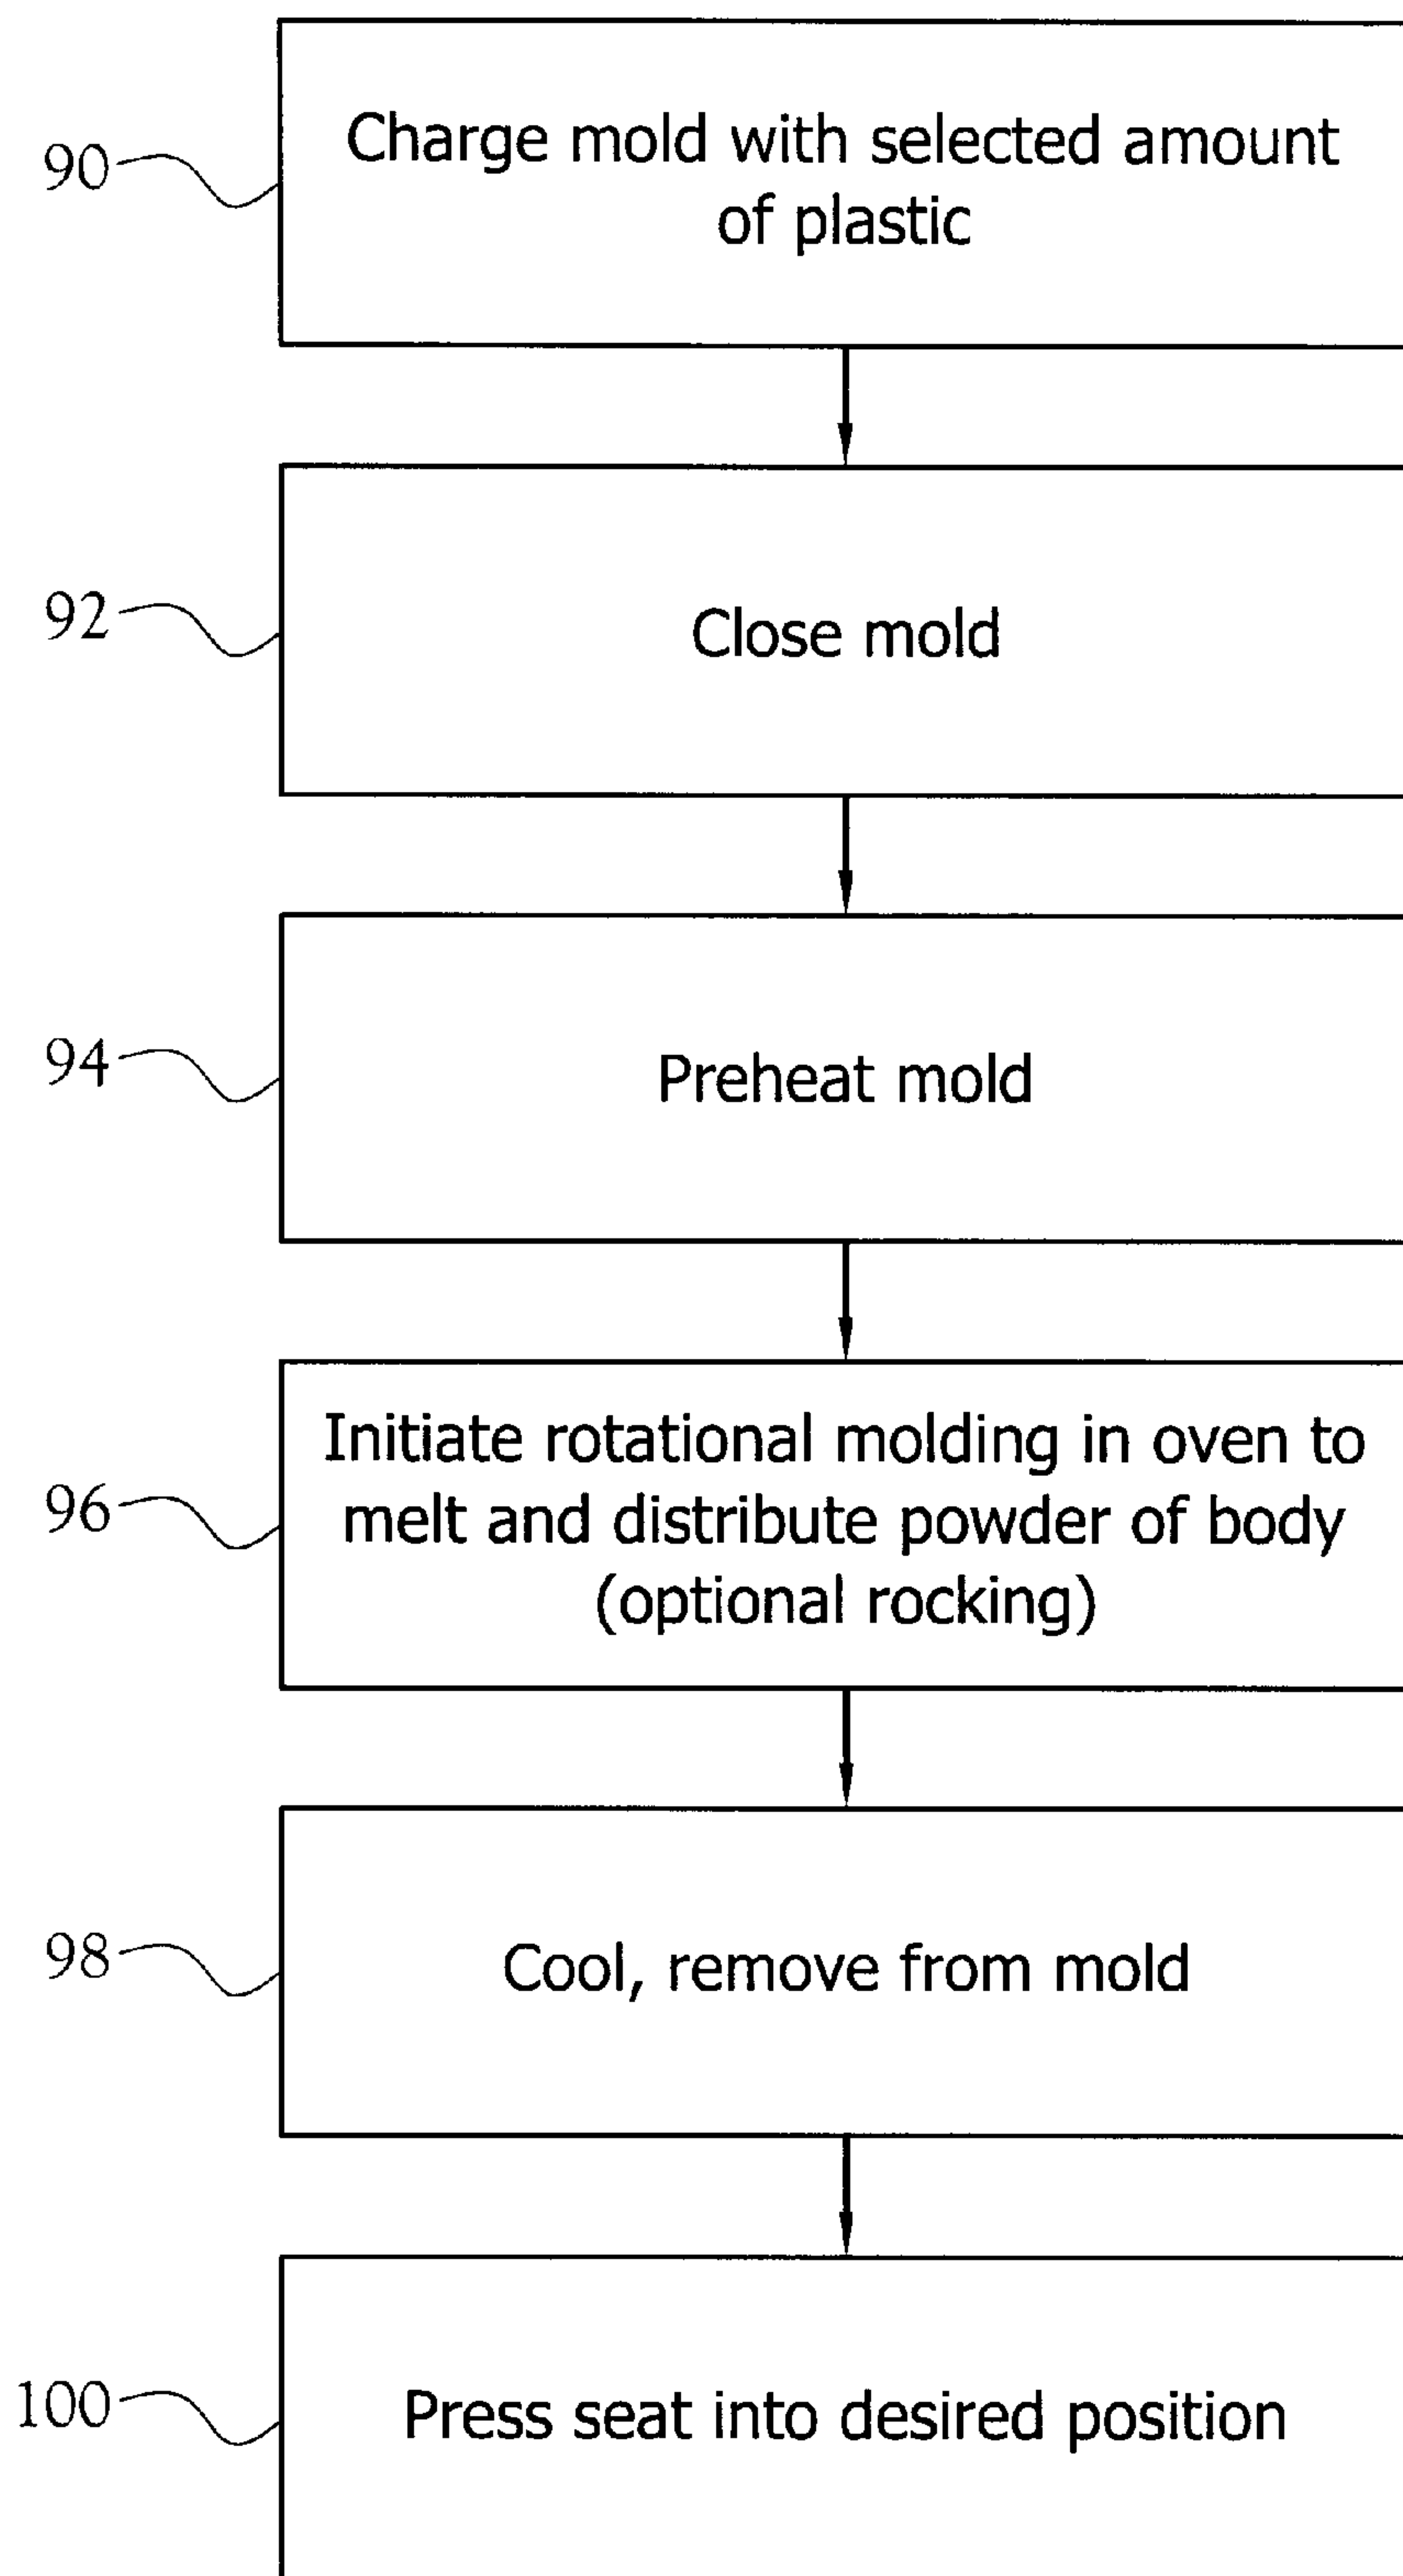 90
Charge mold with selected amount
of plastic
92
Close mold
94
Preheat mold
96
Initiate rotational molding in oven to
melt and distribute powder of body
(optional rocking)
98
Cool, remove from mold
100
Press seat into desired position